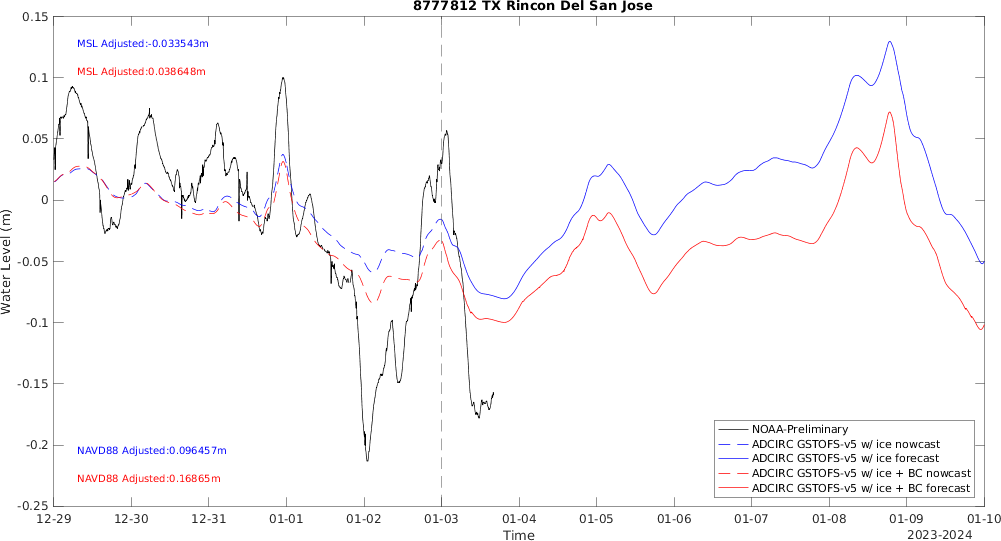 8777812 TX Rincon Del San Jose
MSL Adjusted:-0.033543m
MSL Adjusted:0.038648m
Water Level (m)
0.15
0.1
0.05
0
-0.05
-0.1
-0.15
-0.2
-0.25
NAVD88 Adjusted:0.096457m
NAVD88 Adjusted:0.16865m
NOAA-Preliminary
ADCIRC GSTOFS-v5 w/ ice nowcast
ADCIRC GSTOFS-v5 w/ ice forecast
ADCIRC GSTOFS-v5 w/ ice + BC nowcast
ADCIRC GSTOFS-v5 w/ ice + BC forecast
12-29 12-30 12-31 01-01 01-02 01-03 01-04 01-05 01-06 01-07 01-08 01-09 01-10
Time
2023-2024